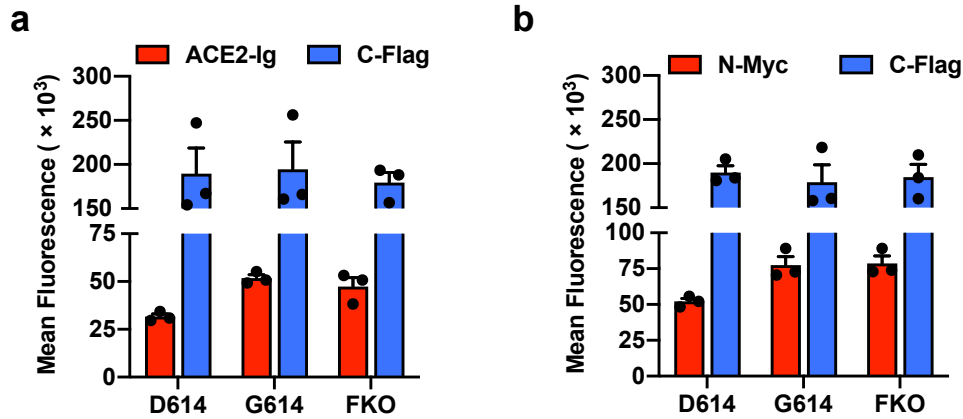 a
ACE2-Ig C-Flag
Mean Fluorescence ( × 10³)
300
250
200
150
75
50
25
0
D614 G614 FKO
b
N-Myc C-Flag
Mean Fluorescence ( × 10³)
300
250
200
150
100
75
50
25
0
D614 G614 FKO